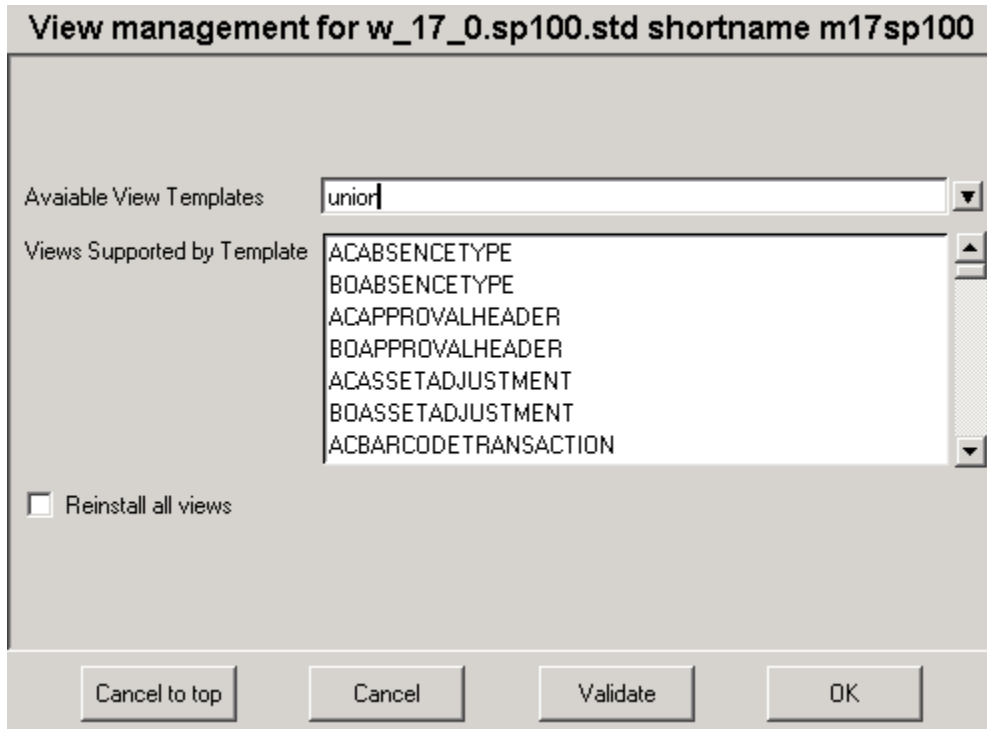 View management for w_17_0.sp100.std shortname m17sp100
Avaiable View Templates
union
Views Supported by Template
ACABSENCETYPE
BOABSENCETYPE
ACAPPROVALHEADER
BOAPPROVALHEADER
ACASSETADJUSTMENT
BOASSETADJUSTMENT
ACBARCODETRANSACTION
Reinstall all views
Cancel to top
Cancel
Validate
OK